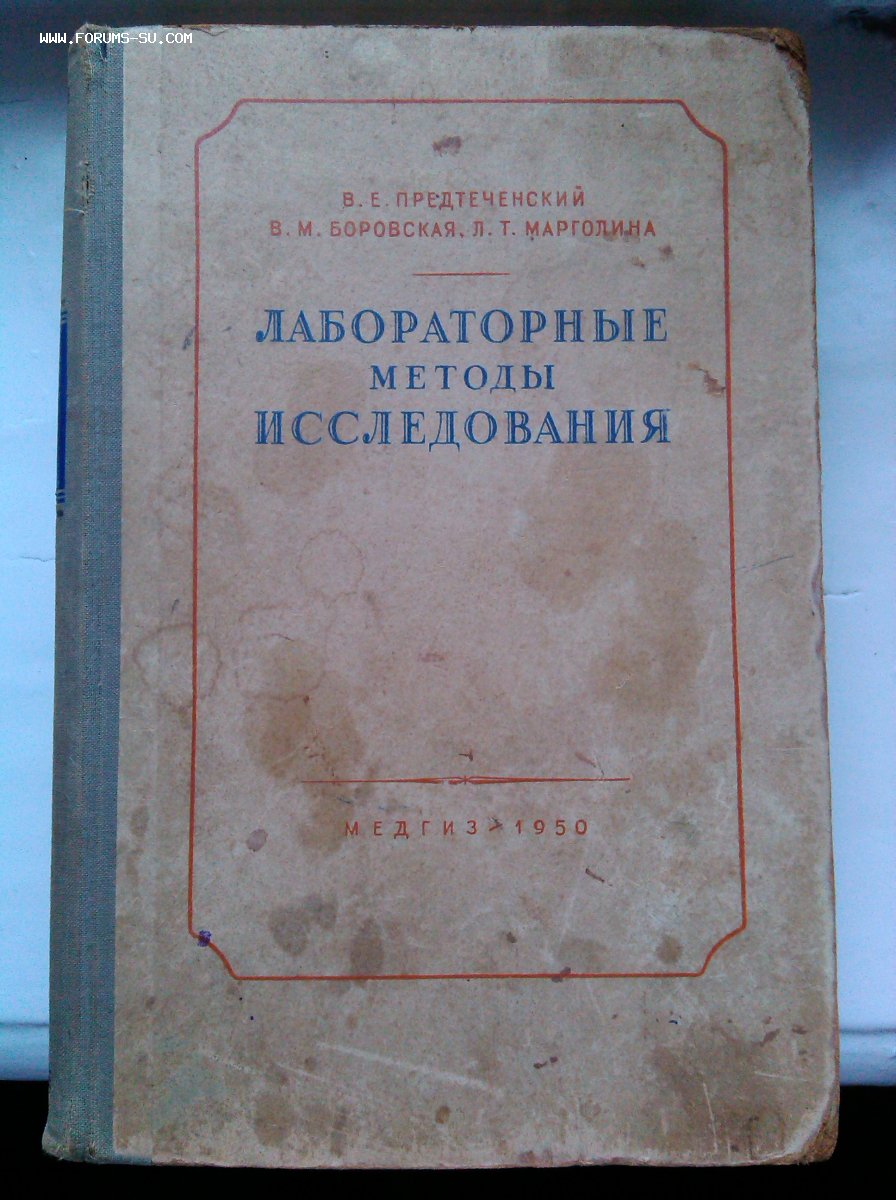 WWW.FORUMS-SU.COM
В. Е. ПРЕДТЕЧЕНСКИЙ
В. М. БОРОВСКАЯ, Л. Т. МАРГОЛИНА
ЛАБОРАТОРНЫЕ
МЕТОДЫ
ИССЛЕДОВАНИЯ
МЕДГИЗ-1950